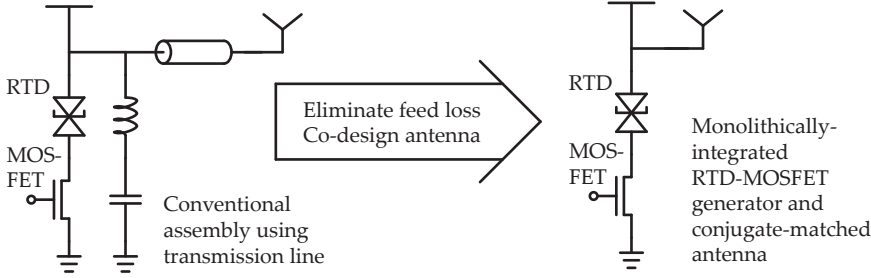 RTD
MOS-
FET
Conventional
assembly using
transmission line
Eliminate feed loss
Co-design antenna
RTD
MOS-
FET
Monolithically-
integrated
RTD-MOSFET
generator and
conjugate-matched
antenna